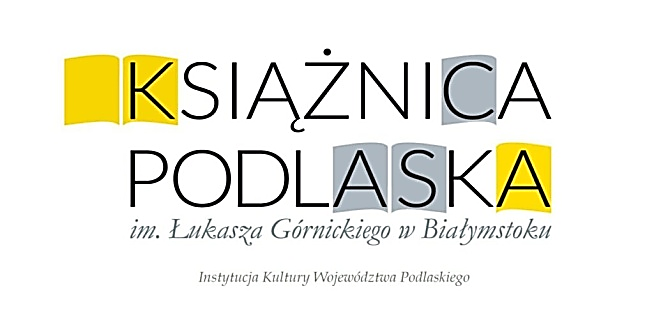 KSIĄŻNICA
PODLASKA
im. Łukasza Górnickiego w Białymstoku
Instytucja Kultury Województwa Podlaskiego